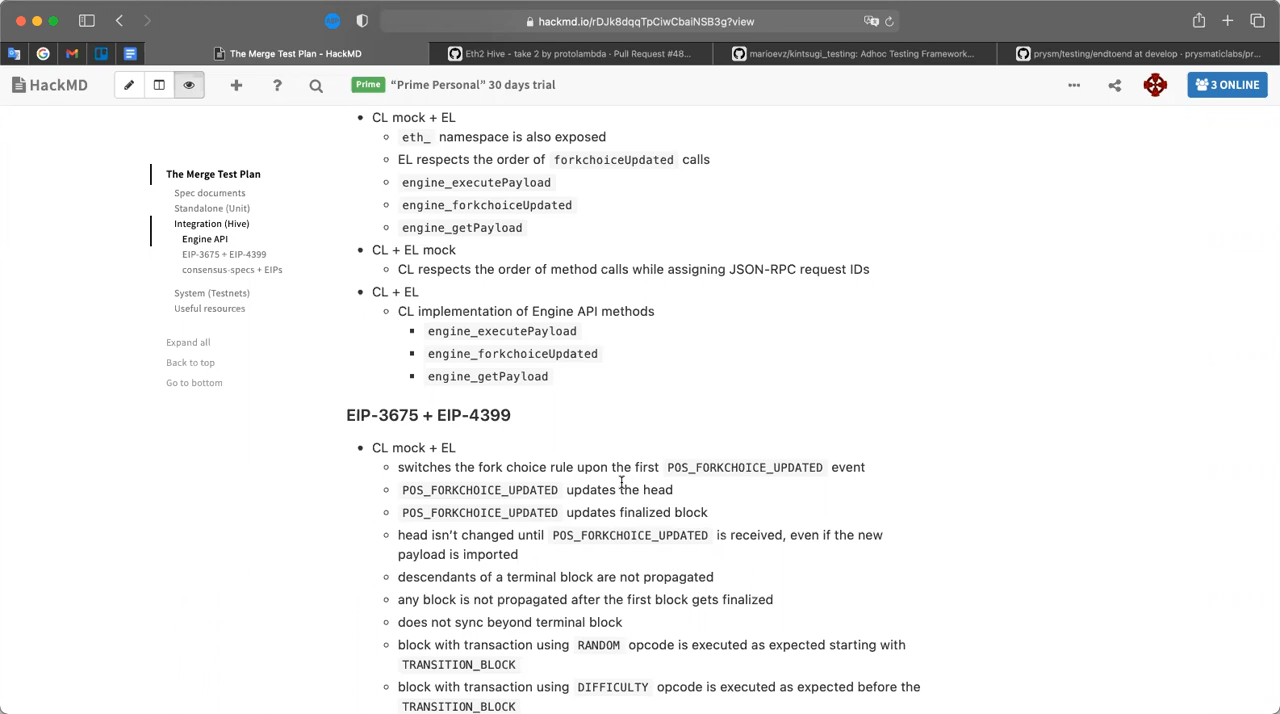 hackmd.io/rDJk8dqqTpCiwCbaiNSB3g?view
The Merge Test Plan - HackMD
Eth2 Hive - take 2 by protolambda · Pull Request #48...
marioevz/kintsugi_testing: Adhoc Testing Framework...
prysm/testing/endtoend at develop · prysmaticlabs/pr...
HackMD
Prime “Prime Personal” 30 days trial
3 ONLINE
The Merge Test Plan
Spec documents
Standalone (Unit)
Integration (Hive)
Engine API
EIP-3675 + EIP-4399
consensus-specs + EIPs
System (Testnets)
Useful resources
Expand all
Back to top
Go to bottom
CL mock + EL
eth_ namespace is also exposed
EL respects the order of forkchoiceUpdated calls
engine_executePayload
engine_forkchoiceUpdated
engine_getPayload
CL + EL mock
CL respects the order of method calls while assigning JSON-RPC request IDs
CL + EL
CL implementation of Engine API methods
engine_executePayload
engine_forkchoiceUpdated
engine_getPayload
EIP-3675 + EIP-4399
CL mock + EL
switches the fork choice rule upon the first POS_FORKCHOICE_UPDATED event
POS_FORKCHOICE_UPDATED updates the head
POS_FORKCHOICE_UPDATED updates finalized block
head isn’t changed until POS_FORKCHOICE_UPDATED is received, even if the new
payload is imported
descendants of a terminal block are not propagated
any block is not propagated after the first block gets finalized
does not sync beyond terminal block
block with transaction using RANDOM opcode is executed as expected starting with
TRANSITION_BLOCK
block with transaction using DIFFICULTY opcode is executed as expected before the
TRANSITION_BLOCK